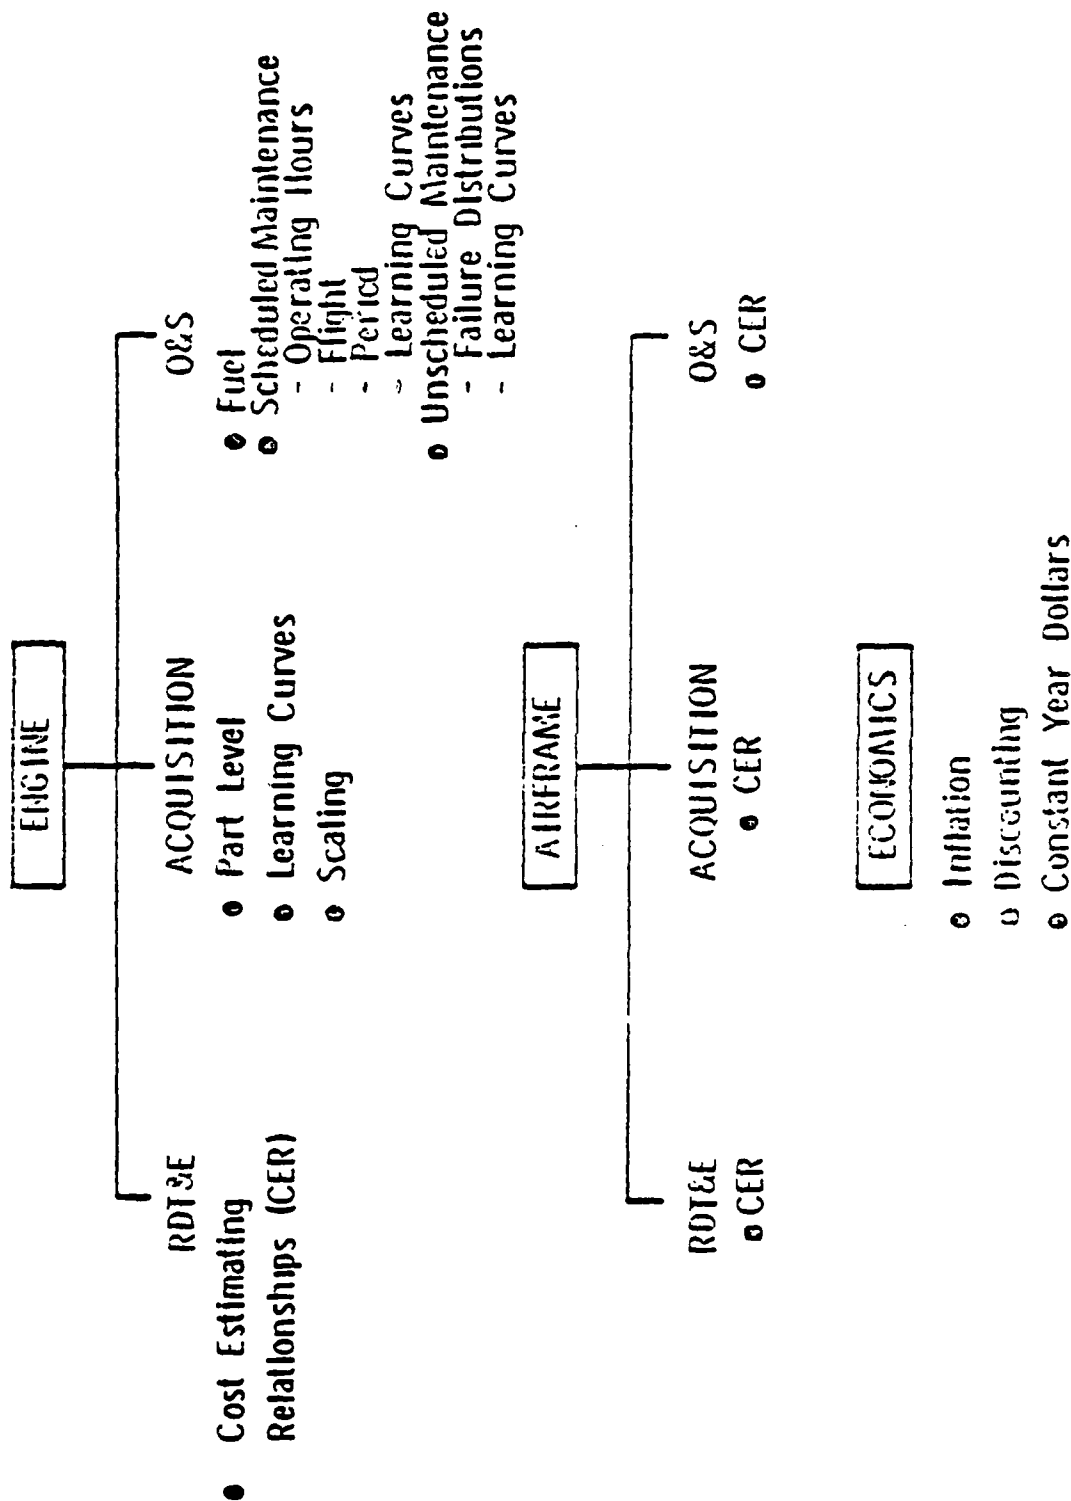 ENGINE
RDT&E
● Cost Estimating
Relationships (CER)
ACQUISITION
● Part Level
● Learning Curves
● Scaling
O&S
● Fuel
● Scheduled Maintenance
- Operating Hours
- Flight
- Period
- Learning Curves
● Unscheduled Maintenance
- Failure Distributions
- Learning Curves
AIRFRAME
RDT&E
● CER
ACQUISITION
● CER
O&S
● CER
ECONOMICS
● Inflation
● Discounting
● Constant Year Dollars